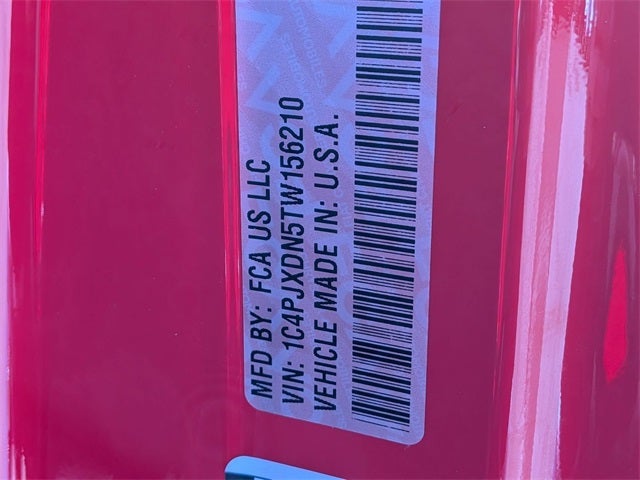 MFD BY: FCA US LLC
VIN: 1C4PJXDN5TW156210
VEHICLE MADE IN: U.S.A.